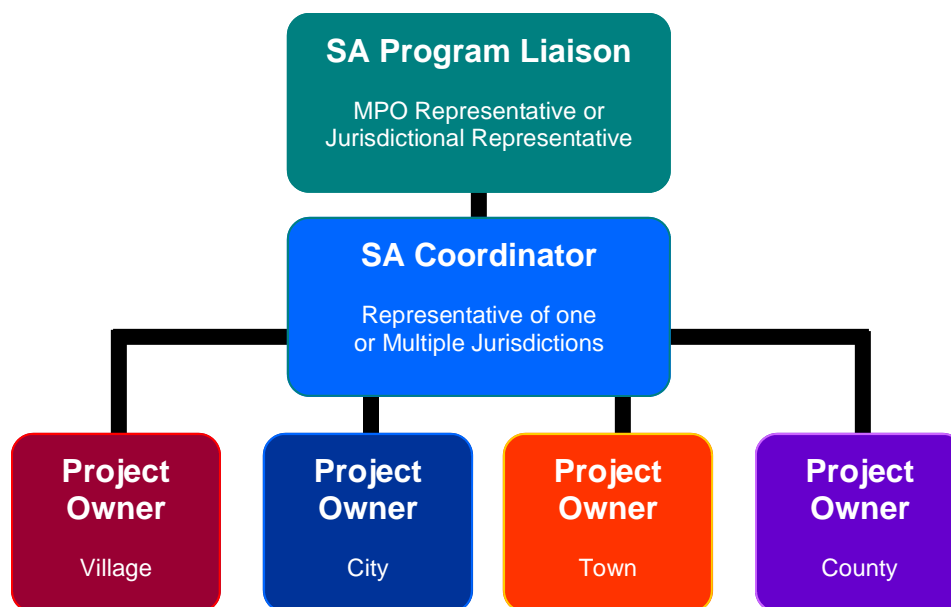 SA Program Liaison
MPO Representative or
Jurisdictional Representative
SA Coordinator
Representative of one
or Multiple Jurisdictions
Project
Owner
Village
Project
Owner
City
Project
Owner
Town
Project
Owner
County